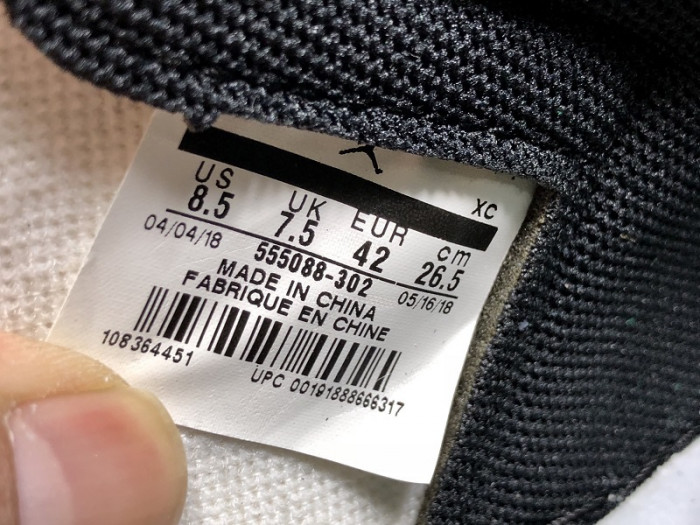 XC
US UK EUR cm
8.5 7.5 42 26.5
04/04/18 555088-302 05/16/18
MADE IN CHINA
FABRIQUE EN CHINE
108364451
UPC 00191888666317